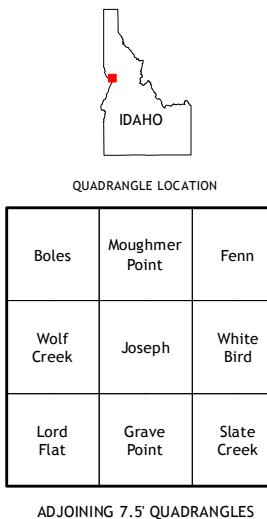 IDAHO
QUADRANGLE LOCATION
Boles
Moughmer
Point
Fenn
Wolf
Creek
Joseph
White
Bird
Lord
Flat
Grave
Point
Slate
Creek
ADJOINING 7.5' QUADRANGLES